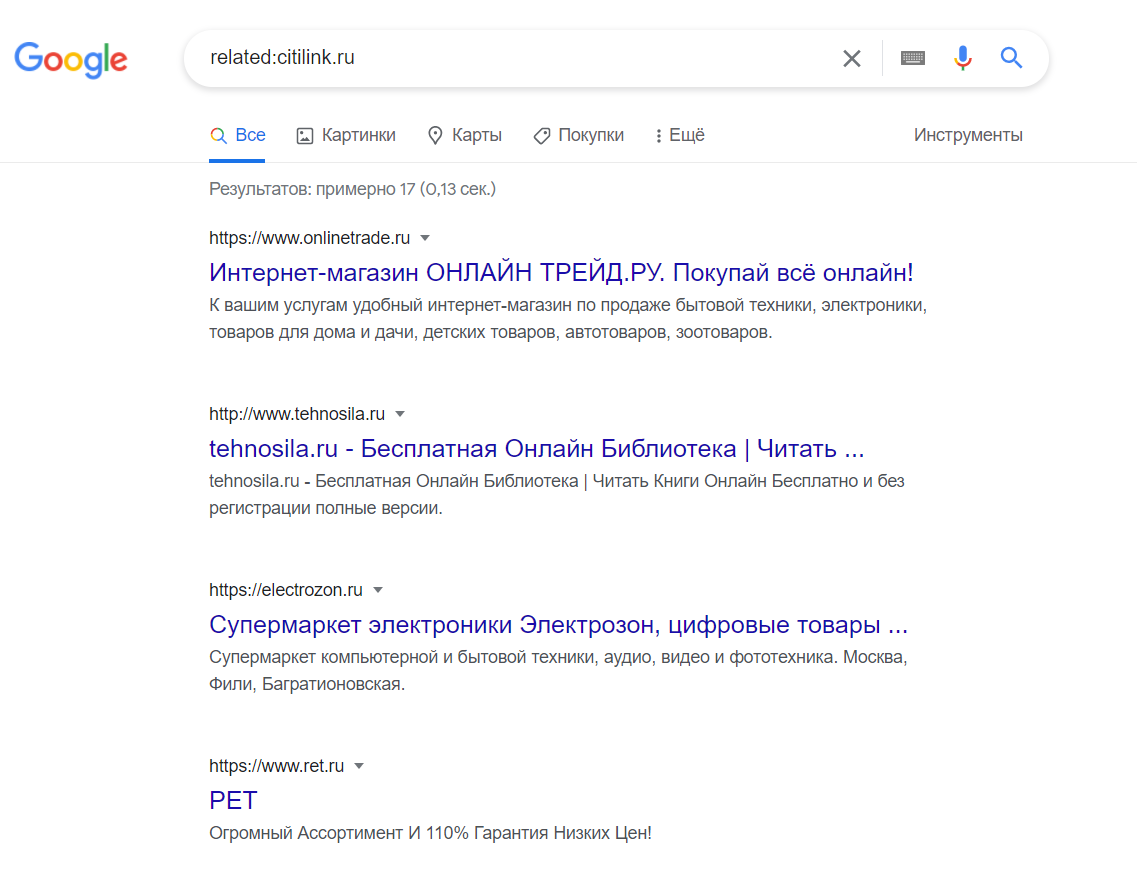 Google
related:citilink.ru
Все Картинки Карты Покупки Ещё Инструменты
Результатов: примерно 17 (0,13 сек.)
https://www.onlinetrade.ru
Интернет-магазин ОНЛАЙН ТРЕЙД.РУ. Покупай всё онлайн!
К вашим услугам удобный интернет-магазин по продаже бытовой техники, электроники,
товаров для дома и дачи, детских товаров, автотоваров, зоотоваров.
http://www.tehnosila.ru
tehnosila.ru - Бесплатная Онлайн Библиотека | Читать ...
tehnosila.ru - Бесплатная Онлайн Библиотека | Читать Книги Онлайн Бесплатно и без
регистрации полные версии.
https://electrozon.ru
Супермаркет электроники Электрозон, цифровые товары ...
Супермаркет компьютерной и бытовой техники, аудио, видео и фототехника. Москва,
Фили, Багратионовская.
https://www.ret.ru
РЕТ
Огромный Ассортимент И 110% Гарантия Низких Цен!